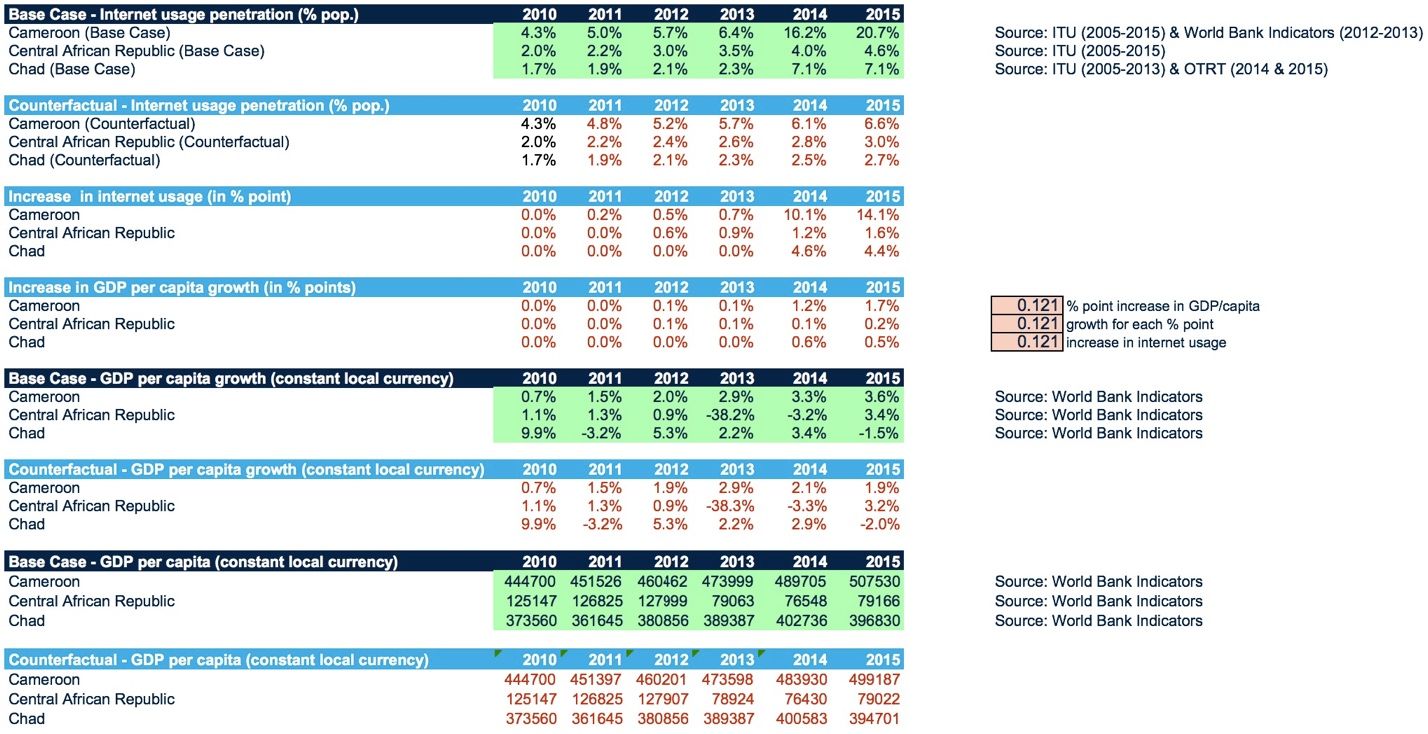 Base Case - Internet usage penetration (% pop.) 2010 2011 2012 2013 2014 2015
Cameroon (Base Case) 4.3% 5.0% 5.7% 6.4% 16.2% 20.7% Source: ITU (2005-2015) & World Bank Indicators (2012-2013)
Central African Republic (Base Case) 2.0% 2.2% 3.0% 3.5% 4.0% 4.6% Source: ITU (2005-2015)
Chad (Base Case) 1.7% 1.9% 2.1% 2.3% 7.1% 7.1% Source: ITU (2005-2013) & OTRT (2014 & 2015)
Counterfactual - Internet usage penetration (% pop.) 2010 2011 2012 2013 2014 2015
Cameroon (Counterfactual) 4.3% 4.8% 5.2% 5.7% 6.1% 6.6%
Central African Republic (Counterfactual) 2.0% 2.2% 2.4% 2.6% 2.8% 3.0%
Chad (Counterfactual) 1.7% 1.9% 2.1% 2.3% 2.5% 2.7%
Increase in internet usage (in % point) 2010 2011 2012 2013 2014 2015
Cameroon 0.0% 0.2% 0.5% 0.7% 10.1% 14.1%
Central African Republic 0.0% 0.0% 0.6% 0.9% 1.2% 1.6%
Chad 0.0% 0.0% 0.0% 0.0% 4.6% 4.4%
Increase in GDP per capita growth (in % points) 2010 2011 2012 2013 2014 2015
Cameroon 0.0% 0.0% 0.1% 0.1% 1.2% 1.7% 0.121 % point increase in GDP/capita
Central African Republic 0.0% 0.0% 0.1% 0.1% 0.1% 0.2% 0.121 growth for each % point
Chad 0.0% 0.0% 0.0% 0.0% 0.6% 0.5% 0.121 increase in internet usage
Base Case - GDP per capita growth (constant local currency) 2010 2011 2012 2013 2014 2015
Cameroon 0.7% 1.5% 2.0% 2.9% 3.3% 3.6% Source: World Bank Indicators
Central African Republic 1.1% 1.3% 0.9% -38.2% -3.2% 3.4% Source: World Bank Indicators
Chad 9.9% -3.2% 5.3% 2.2% 3.4% -1.5% Source: World Bank Indicators
Counterfactual - GDP per capita growth (constant local currency) 2010 2011 2012 2013 2014 2015
Cameroon 0.7% 1.5% 1.9% 2.9% 2.1% 1.9%
Central African Republic 1.1% 1.3% 0.9% -38.3% -3.3% 3.2%
Chad 9.9% -3.2% 5.3% 2.2% 2.9% -2.0%
Base Case - GDP per capita (constant local currency) 2010 2011 2012 2013 2014 2015
Cameroon 444700 451526 460462 473999 489705 507530 Source: World Bank Indicators
Central African Republic 125147 126825 127999 79063 76548 79166 Source: World Bank Indicators
Chad 373560 361645 380856 389387 402736 396830 Source: World Bank Indicators
Counterfactual - GDP per capita (constant local currency) 2010 2011 2012 2013 2014 2015
Cameroon 444700 451397 460201 473598 483930 499187
Central African Republic 125147 126825 127907 78924 76430 79022
Chad 373560 361645 380856 389387 400583 394701